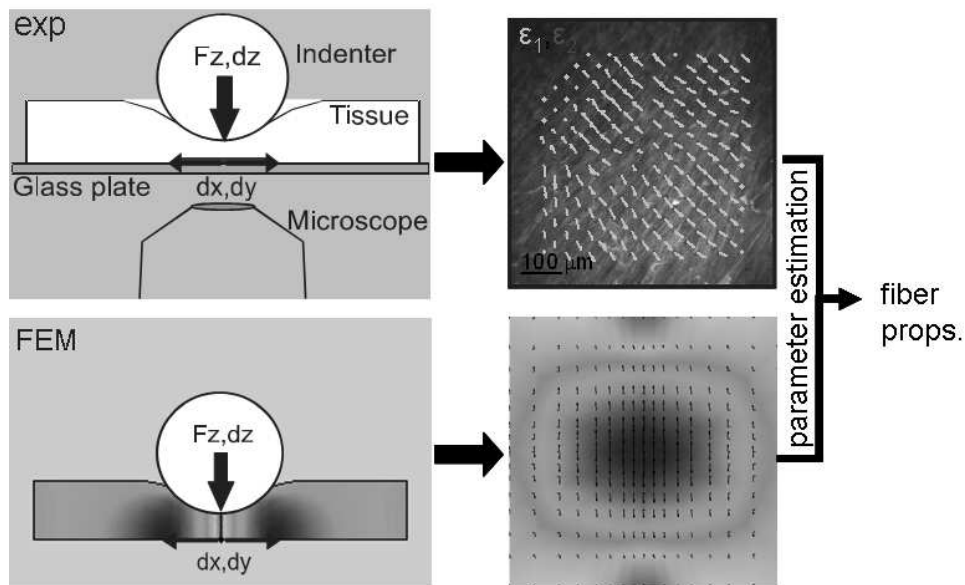 exp
Fz,dz
Indenter
Tissue
Glass plate
dx,dy
Microscope
ε1,ε2
100 μm
FEM
Fz,dz
dx,dy
parameter estimation
fiber
props.